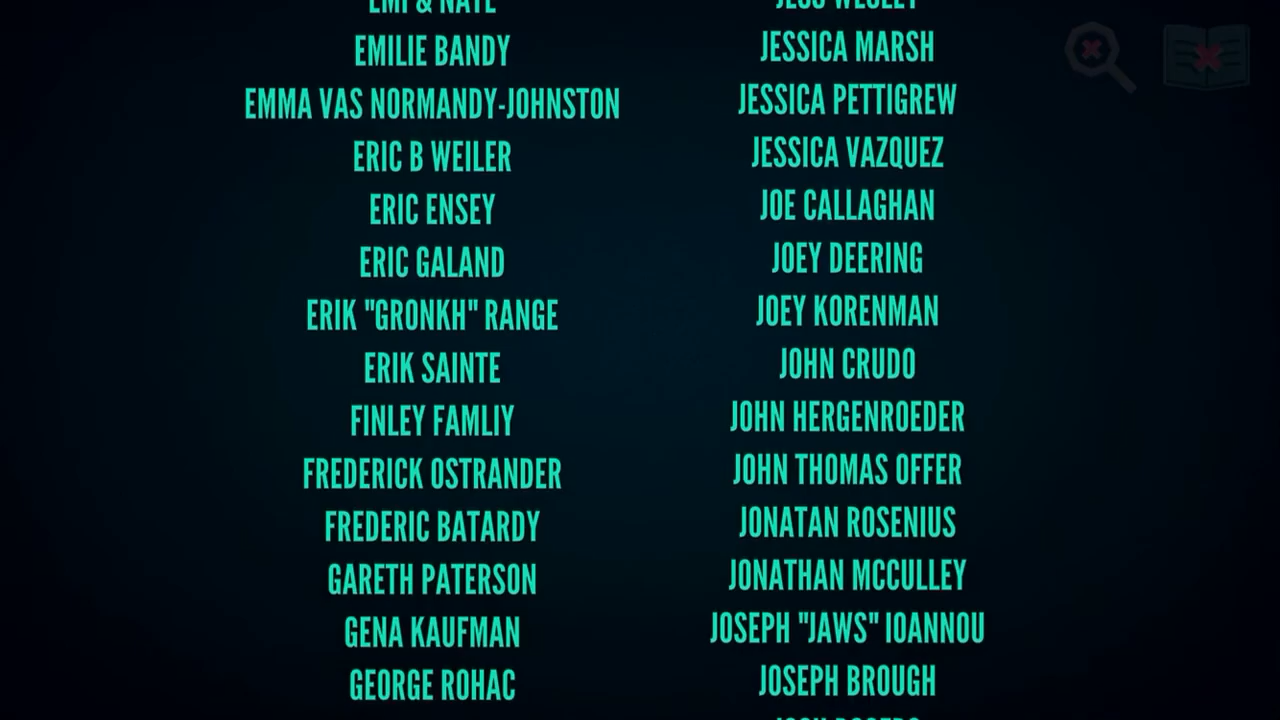 EMI & NATE
EMILIE BANDY
EMMA VAS NORMANDY-JOHNSTON
ERIC B WEILER
ERIC ENSEY
ERIC GALAND
ERIK "GRONKH" RANGE
ERIK SAINTE
FINLEY FAMLIY
FREDERICK OSTRANDER
FREDERIC BATARDY
GARETH PATERSON
GENA KAUFMAN
GEORGE ROHAC
JESSICA MARSH
JESSICA PETTIGREW
JESSICA VAZQUEZ
JOE CALLAGHAN
JOEY DEERING
JOEY KORENMAN
JOHN CRUDO
JOHN HERGENROEDER
JOHN THOMAS OFFER
JONATAN ROSENIUS
JONATHAN MCCULLEY
JOSEPH "JAWS" IOANNOU
JOSEPH BROUGH